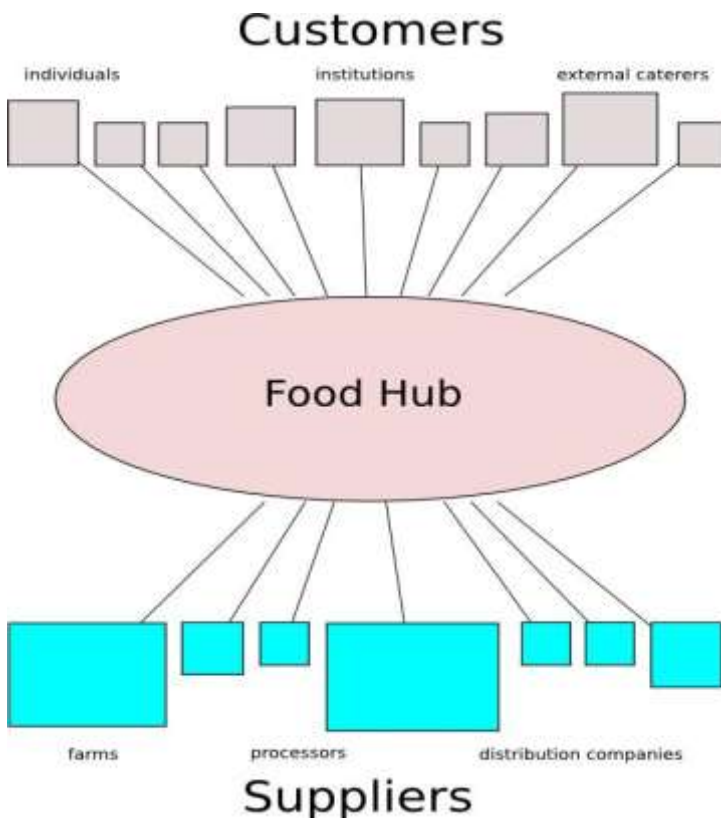 Customers
individuals institutions external caterers
Food Hub
farms processors distribution companies
Suppliers